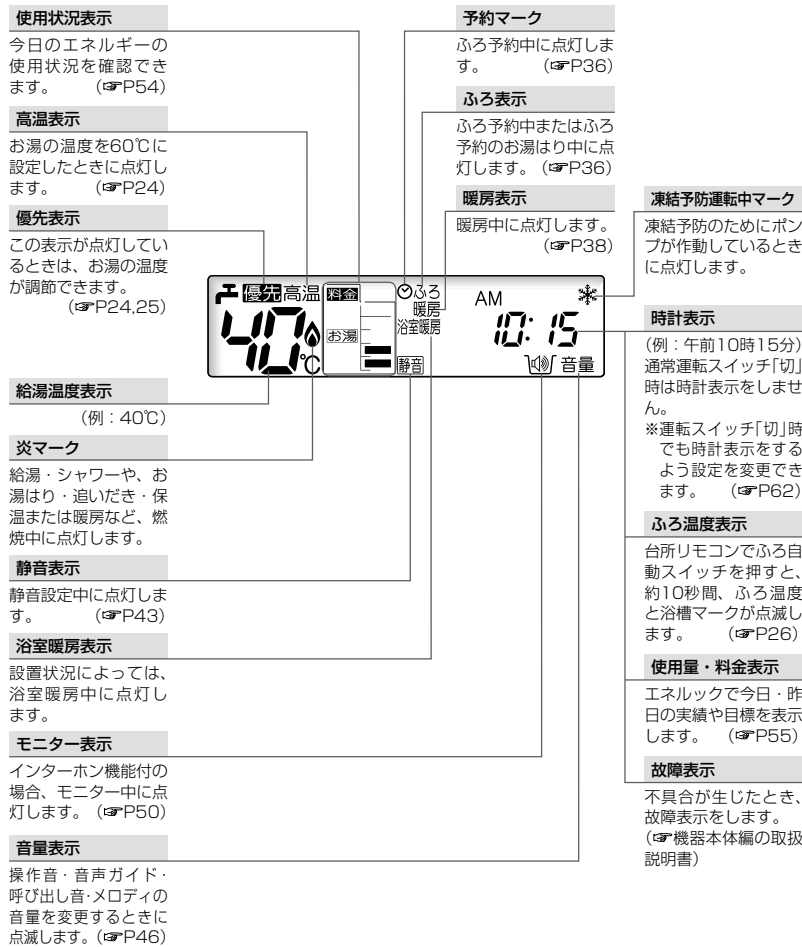 使用状況表示
今日のエネルギーの
使用状況を確認でき
ます。 (☞P54)
高温表示
お湯の温度を60℃に
設定したときに点灯し
ます。 (☞P24)
優先表示
この表示が点灯してい
るときは、お湯の温度
が調節できます。
(☞P24,25)
給湯温度表示
(例：40℃)
炎マーク
給湯・シャワーや、お
湯はり・追いだき・保
温または暖房など、燃
焼中に点灯します。
静音表示
静音設定中に点灯しま
す。 (☞P43)
浴室暖房表示
設置状況によっては、
浴室暖房中に点灯し
ます。
モニター表示
インターホン機能付の
場合、モニター中に点
灯します。(☞P50)
音量表示
操作音・音声ガイド・
呼び出し音・メロディの
音量を変更するときに
点滅します。(☞P46)
予約マーク
ふろ予約中に点灯しま
す。 (☞P36)
ふろ表示
ふろ予約中またはふろ
予約のお湯はり中に点
灯します。(☞P36)
暖房表示
暖房中に点灯します。
(☞P38)
優先 高温 料金 ふろ
暖房
浴室暖房
AM
40℃ お湯 10:15
静音 音量
凍結予防運転中マーク
凍結予防のためにポン
プが作動しているとき
に点灯します。
時計表示
(例：午前10時15分)
通常運転スイッチ｢切｣
時は時計表示をしませ
ん。
※運転スイッチ｢切｣時
でも時計表示をする
よう設定を変更でき
ます。 (☞P62)
ふろ温度表示
台所リモコンでふろ自
動スイッチを押すと、
約10秒間、ふろ温度
と浴槽マークが点滅し
ます。 (☞P26)
使用量・料金表示
エネルックで今日・昨
日の実績や目標を表示
します。 (☞P55)
故障表示
不具合が生じたとき、
故障表示をします。
(☞機器本体編の取扱
説明書)